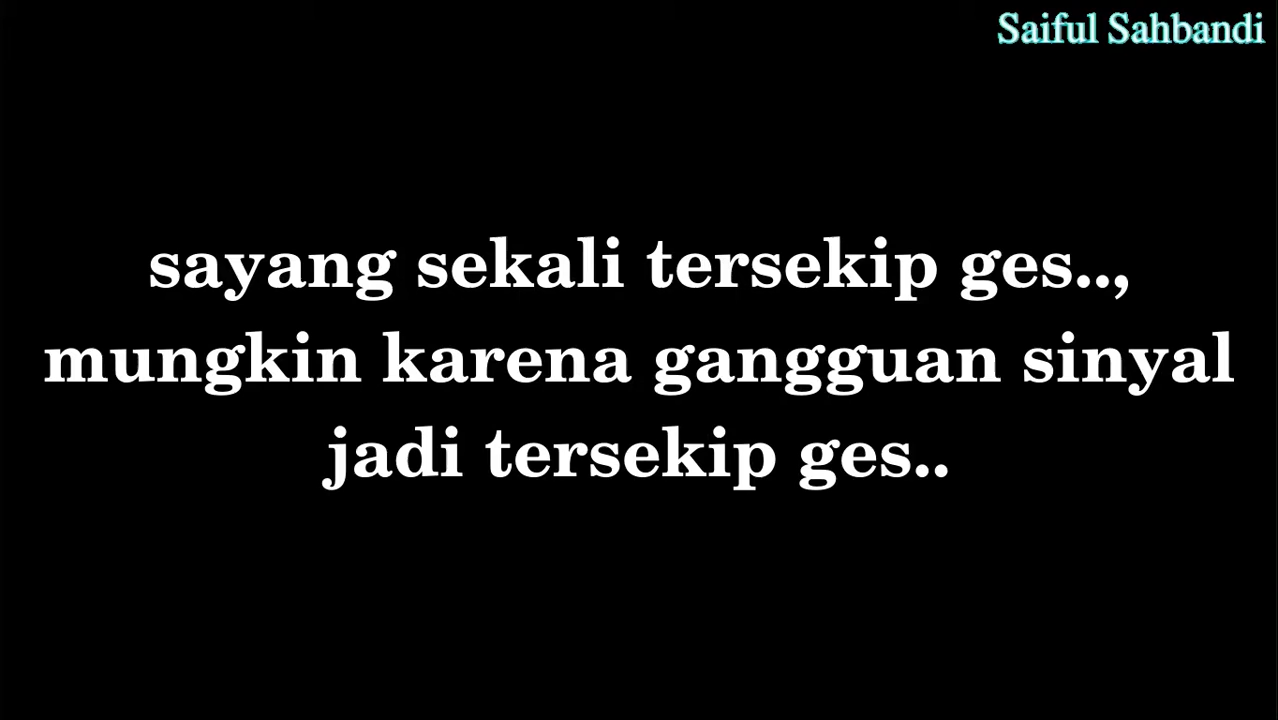 Saiful Sahbandi
sayang sekali tersekip ges..,
mungkin karena gangguan sinyal
jadi tersekip ges..